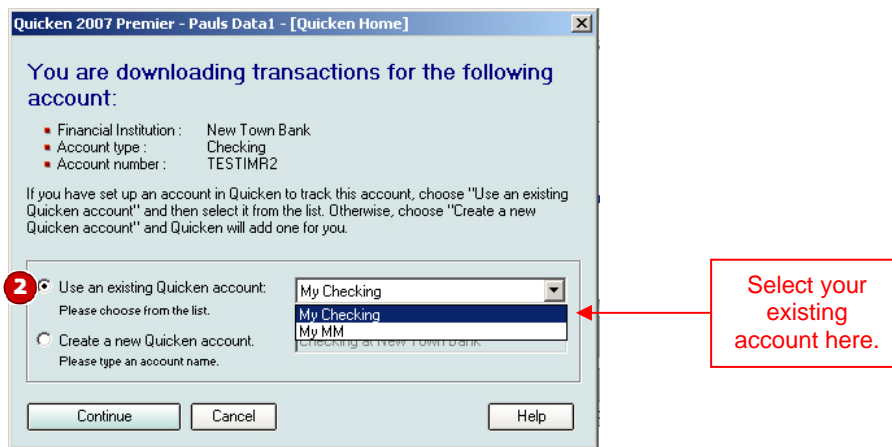 Quicken 2007 Premier - Pauls Data1 - [Quicken Home]
You are downloading transactions for the following
account:
Financial Institution : New Town Bank
Account type : Checking
Account number : TESTIMR2
If you have set up an account in Quicken to track this account, choose "Use an existing
Quicken account" and then select it from the list. Otherwise, choose "Create a new
Quicken account" and Quicken will add one for you.
2 Use an existing Quicken account: My Checking
Please choose from the list.
My Checking
My MM
Create a new Quicken account. Checking at New Town Bank
Please type an account name.
Continue Cancel Help
Select your
existing
account here.